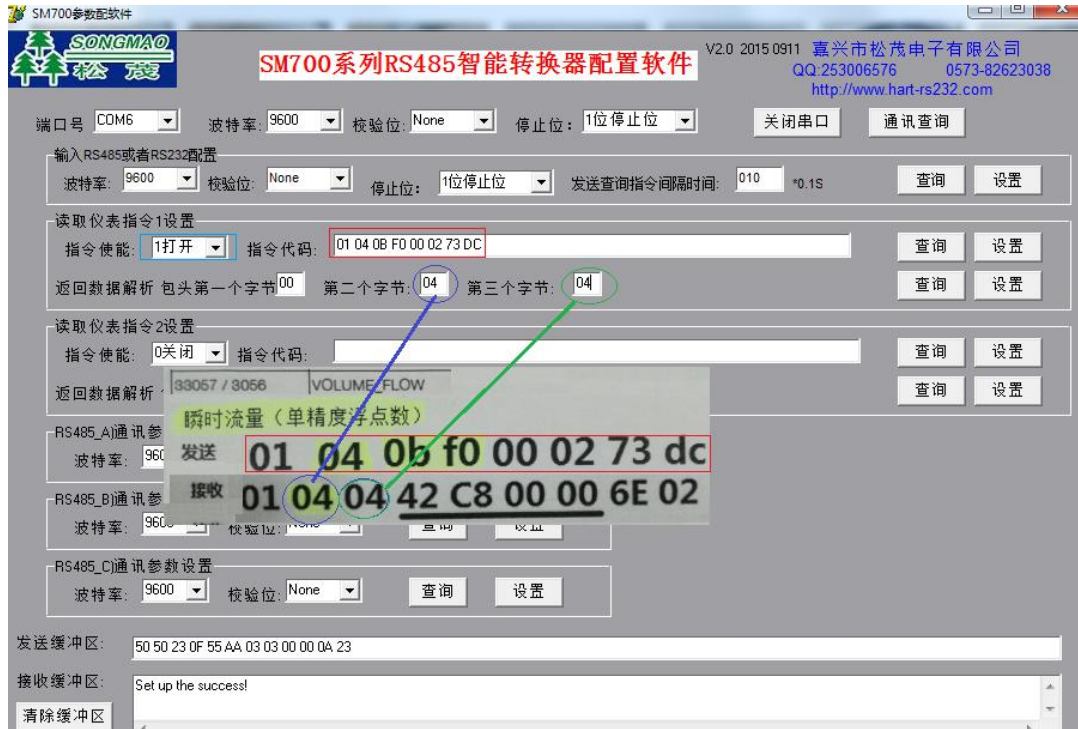 SM700参数配软件
SONGMAO
松茂
SM700系列RS485智能转换器配置软件
V2.0 2015 0911 嘉兴市松茂电子有限公司
QQ:253006576 0573-82623038
http://www.hart-rs232.com
端口号 COM6 波特率: 9600 校验位: None 停止位: 1位停止位 关闭串口 通讯查询
输入RS485或者RS232配置
波特率: 9600 校验位: None 停止位: 1位停止位 发送查询指令间隔时间: 010 *0.1S 查询 设置
读取仪表指令1设置
指令使能: 1打开 指令代码: 01 04 0B F0 00 02 73 DC 查询 设置
返回数据解析 包头第一个字节 00 第二个字节: 04 第三个字节: 04 查询 设置
读取仪表指令2设置
指令使能: 0关闭 指令代码: 查询 设置
返回数据解析 查询 设置
33057 / 3056 VOLUME_FLOW
瞬时流量（单精度浮点数）
发送 01 04 0b f0 00 02 73 dc
接收 01 04 04 42 C8 00 00 6E 02
RS485_A)通讯参
波特率: 960
RS485_B)通讯参
波特率: 9600 校验位: None 查询 设置
RS485_C)通讯参数设置
波特率: 9600 校验位: None 查询 设置
发送缓冲区: 50 50 23 0F 55 AA 03 03 00 00 0A 23
接收缓冲区: Set up the success!
清除缓冲区